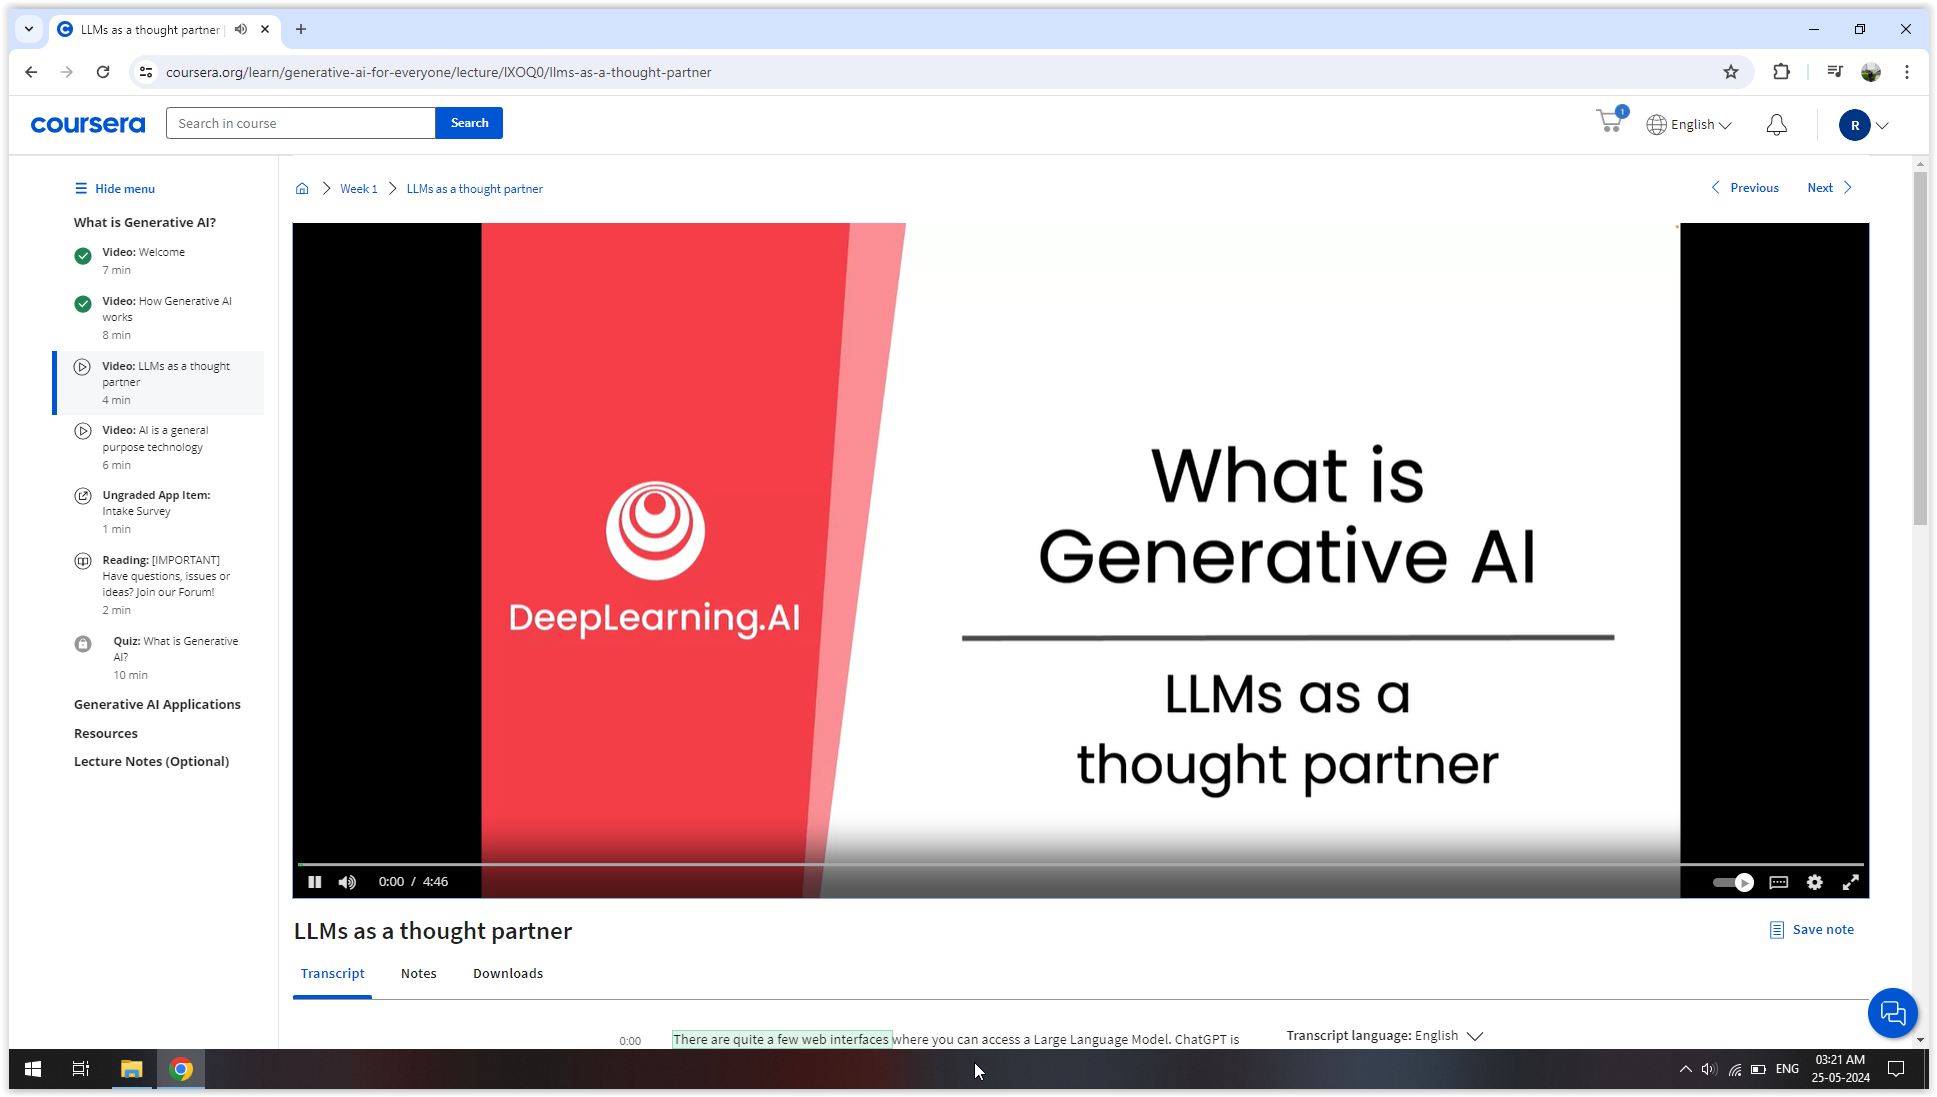 LLMs as a thought partner
coursera.org/learn/generative-ai-for-everyone/lecture/IXOQ0/llms-as-a-thought-partner
coursera
Search in course
Search
1
English
R
Hide menu
What is Generative AI?
Video: Welcome
7 min
Video: How Generative AI
works
8 min
Video: LLMs as a thought
partner
4 min
Video: AI is a general
purpose technology
6 min
Ungraded App Item:
Intake Survey
1 min
Reading: [IMPORTANT]
Have questions, issues or
ideas? Join our Forum!
2 min
Quiz: What is Generative
AI?
10 min
Generative AI Applications
Resources
Lecture Notes (Optional)
Week 1
LLMs as a thought partner
Previous
Next
DeepLearning.AI
What is
Generative AI
LLMs as a
thought partner
0:00 / 4:46
LLMs as a thought partner
Save note
Transcript
Notes
Downloads
0:00
There are quite a few web interfaces where you can access a Large Language Model. ChatGPT is
Transcript language: English
ENG
03:21 AM
25-05-2024